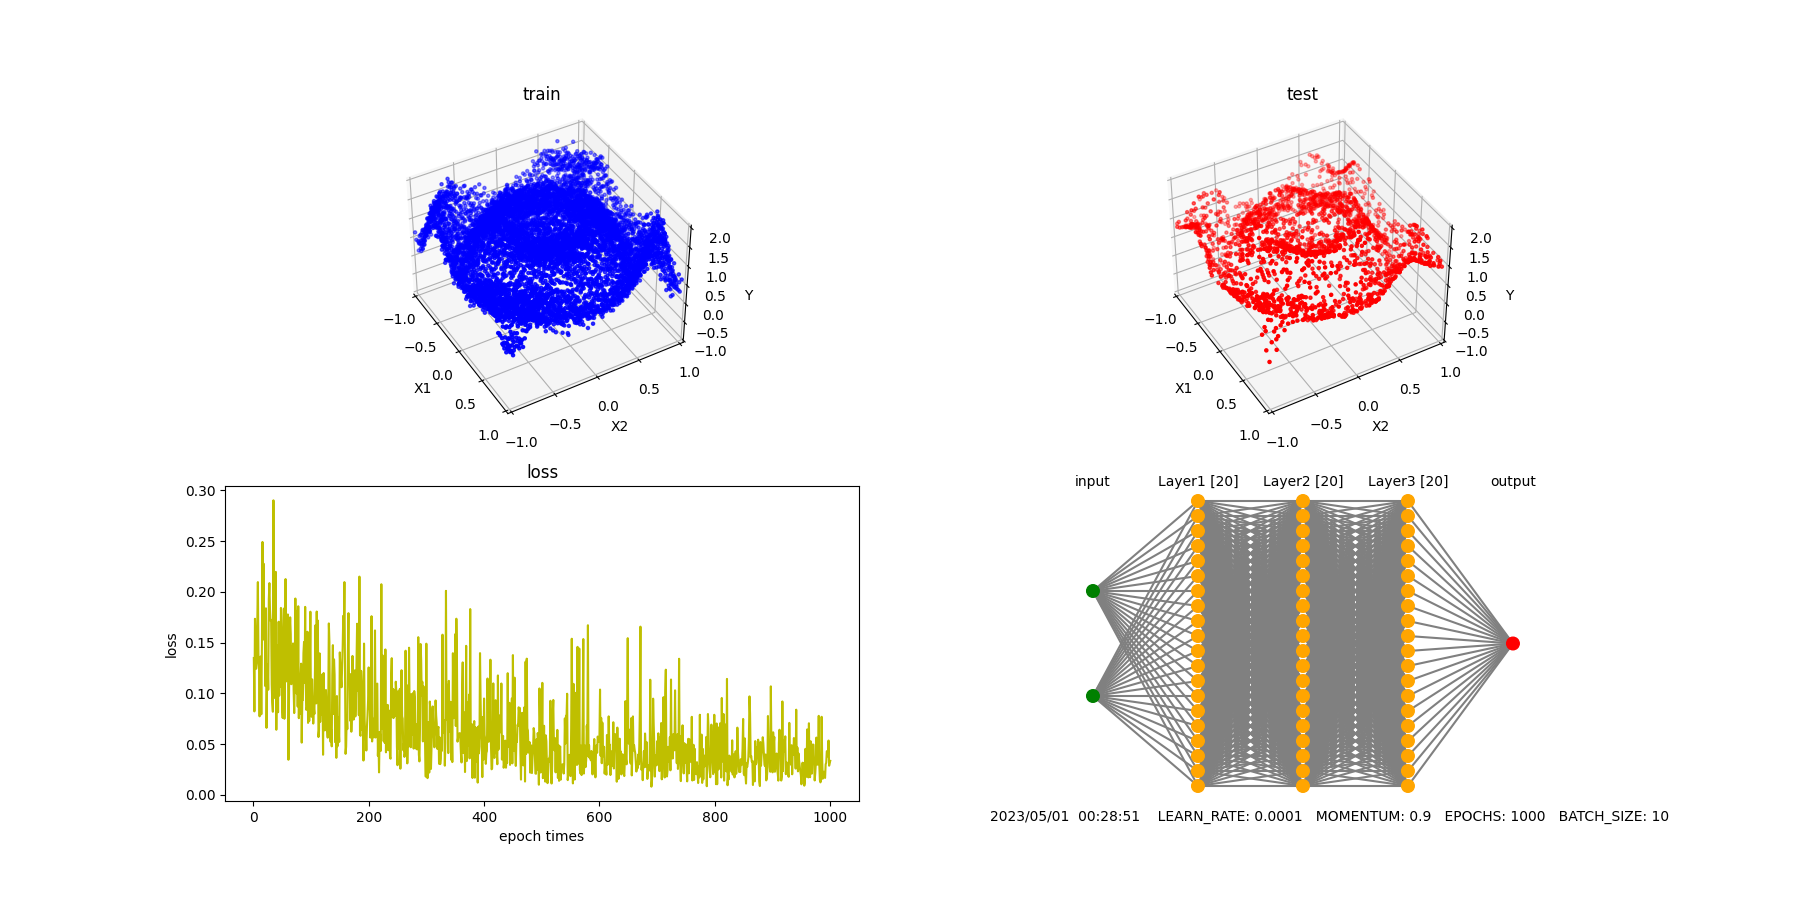 train
2.0
1.5
1.0
0.5
0.0
−0.5
−1.0
Y
−1.0
−0.5
0.0
0.5
1.0
X1
−1.0
−0.5
0.0
0.5
1.0
X2
test
2.0
1.5
1.0
0.5
0.0
−0.5
−1.0
Y
−1.0
−0.5
0.0
0.5
1.0
X1
−1.0
−0.5
0.0
0.5
1.0
X2
loss
0.30
0.25
0.20
0.15
0.10
0.05
0.00
loss
0 200 400 600 800 1000
epoch times
input Layer1 [20] Layer2 [20] Layer3 [20] output
2023/05/01 00:28:51 LEARN_RATE: 0.0001 MOMENTUM: 0.9 EPOCHS: 1000 BATCH_SIZE: 10